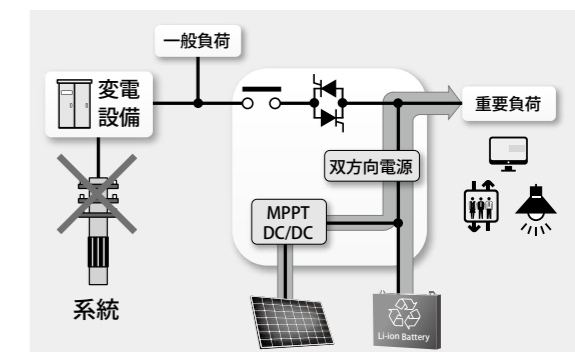 一般負荷
変電
設備
重要負荷
双方向電源
MPPT
DC/DC
系統
Li-ion Battery